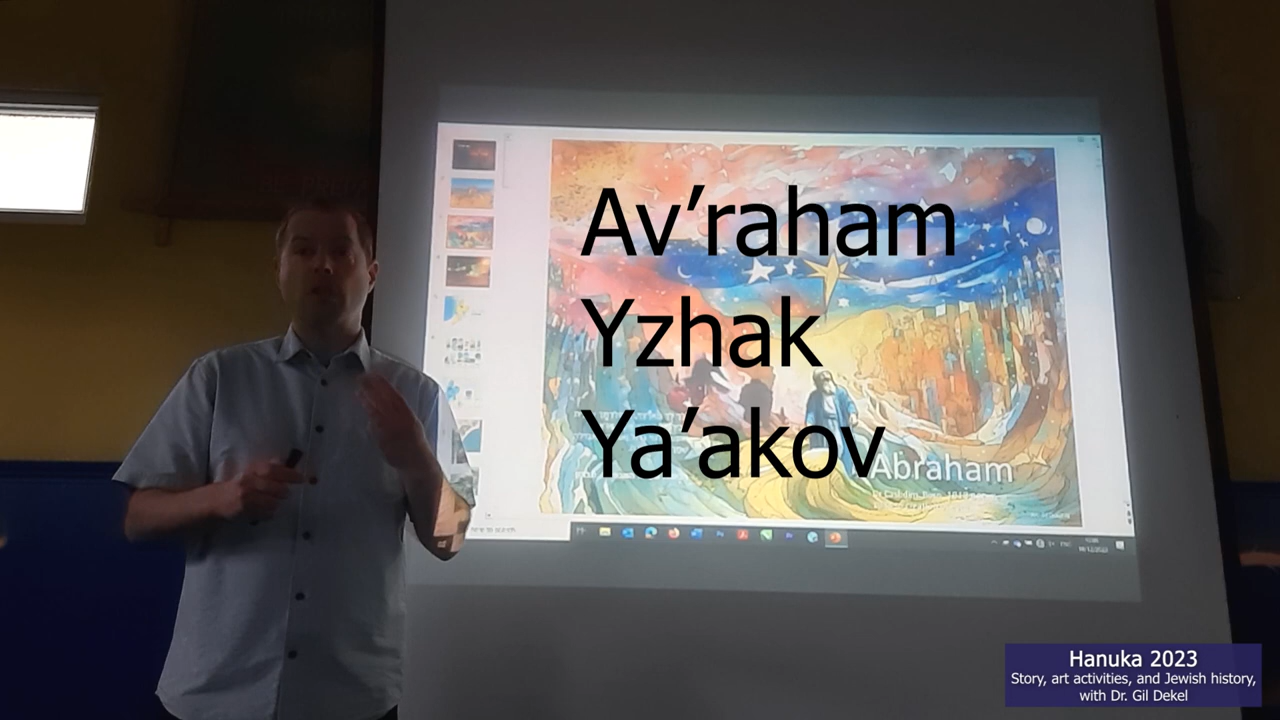 Av’raham
Yzhak
Ya’akov
Abraham
Hanuka 2023
Story, art activities, and Jewish history,
with Dr. Gil Dekel